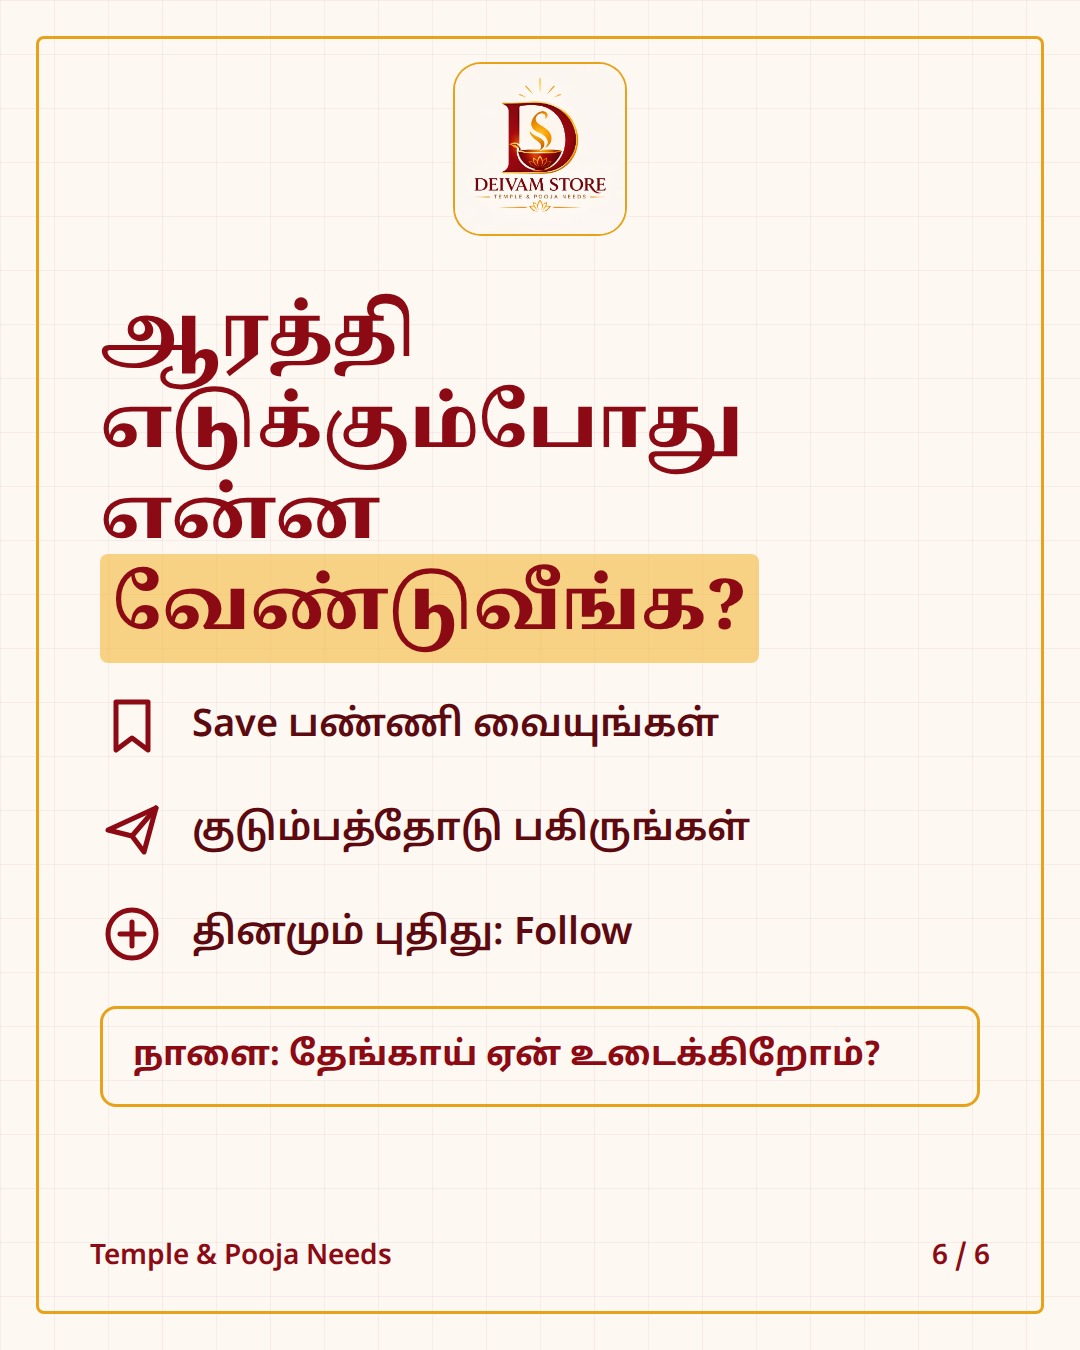 DEIVAM STORE
TEMPLE & POOJA NEEDS
ஆரத்தி
எடுக்கும்போது
என்ன
வேண்டுவீங்க?
Save பண்ணி வையுங்கள்
குடும்பத்தோடு பகிருங்கள்
தினமும் புதிது: Follow
நாளை: தேங்காய் ஏன் உடைக்கிறோம்?
Temple & Pooja Needs
6 / 6